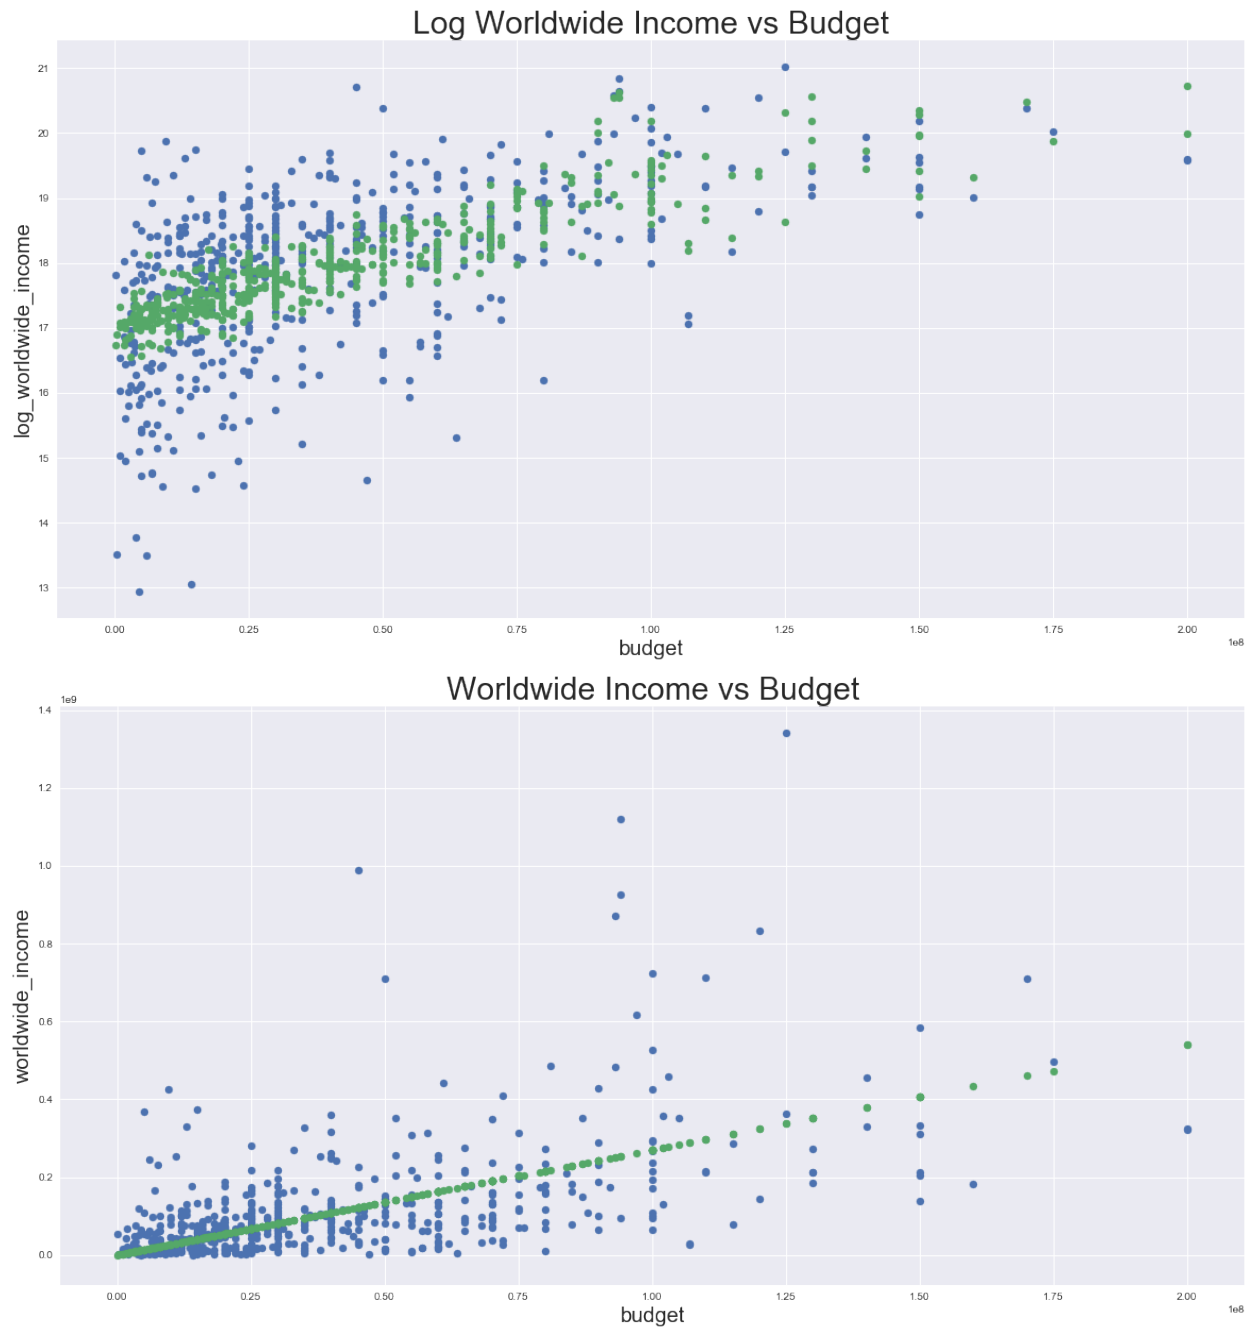 Log Worldwide Income vs Budget
21
20
19
18
17
16
15
14
13
log_worldwide_income
0.00 0.25 0.50 0.75 1.00 1.25 1.50 1.75 2.00
1e8
budget
Worldwide Income vs Budget
1e9
1.4
1.2
1.0
0.8
0.6
0.4
0.2
0.0
worldwide_income
0.00 0.25 0.50 0.75 1.00 1.25 1.50 1.75 2.00
1e8
budget